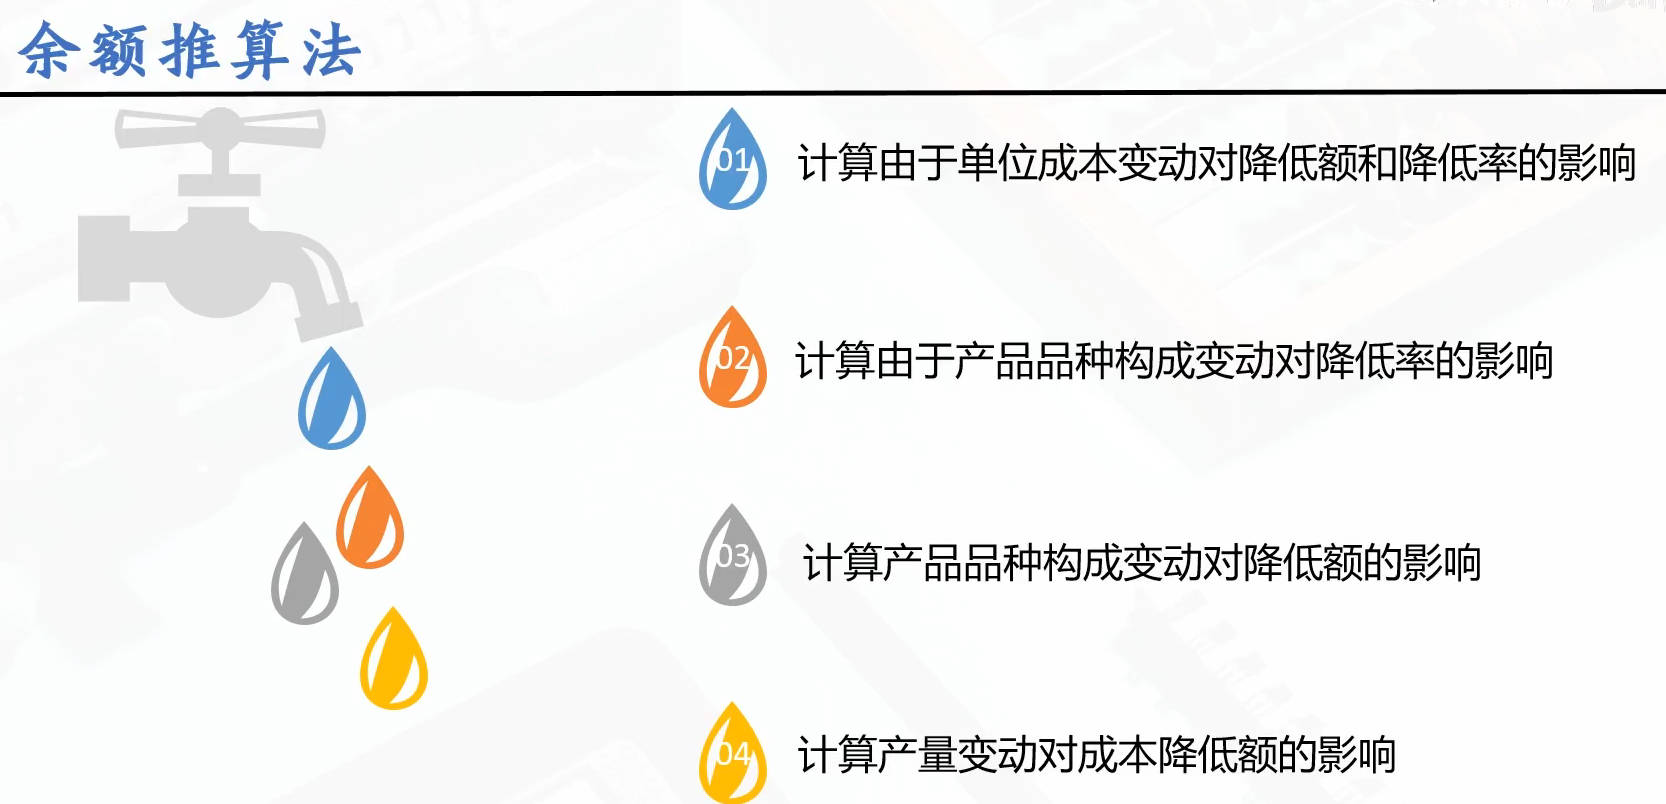 余额推算法
01 计算由于单位成本变动对降低额和降低率的影响
02 计算由于产品品种构成变动对降低率的影响
03 计算产品品种构成变动对降低额的影响
04 计算产量变动对成本降低额的影响